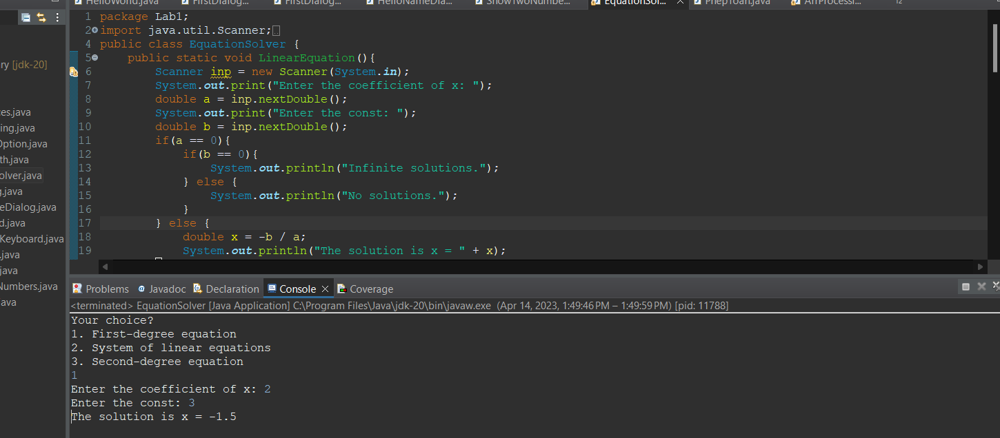 HelloWorld.java FirstDialog... FirstDialog... HelloNameDia... ShowTwoNumbe... EquationSol... PhepToan.java ArrProcessi... 12
1 package Lab1;
2 import java.util.Scanner;
4 public class EquationSolver {
5 public static void LinearEquation(){
6 Scanner inp = new Scanner(System.in);
7 System.out.print("Enter the coefficient of x: ");
8 double a = inp.nextDouble();
9 System.out.print("Enter the const: ");
10 double b = inp.nextDouble();
11 if(a == 0){
12 if(b == 0){
13 System.out.println("Infinite solutions.");
14 } else {
15 System.out.println("No solutions.");
16 }
17 } else {
18 double x = -b / a;
19 System.out.println("The solution is x = " + x);
ry [jdk-20]
es.java
ing.java
Option.java
th.java
olver.java
g.java
eDialog.java
d.java
Keyboard.java
.java
java
Numbers.java
ava
Problems Javadoc Declaration Console Coverage
<terminated> EquationSolver [Java Application] C:\Program Files\Java\jdk-20\bin\javaw.exe (Apr 14, 2023, 1:49:46 PM – 1:49:59 PM) [pid: 11788]
Your choice?
1. First-degree equation
2. System of linear equations
3. Second-degree equation
1
Enter the coefficient of x: 2
Enter the const: 3
The solution is x = -1.5